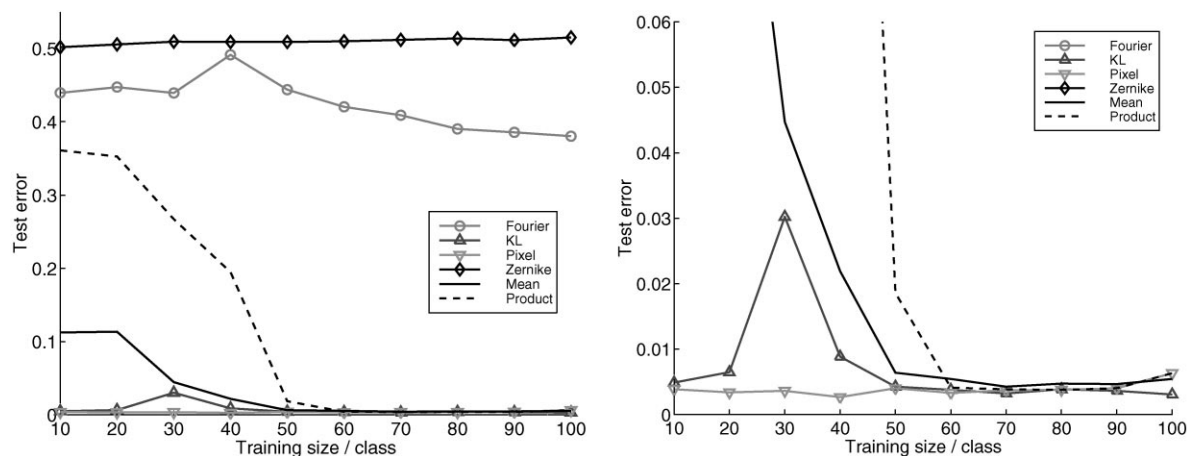 0.5
0.4
0.3
0.2
0.1
0
Test error
10 20 30 40 50 60 70 80 90 100
Training size / class
Fourier
KL
Pixel
Zernike
Mean
Product
0.06
0.05
0.04
0.03
0.02
0.01
0
Test error
10 20 30 40 50 60 70 80 90 100
Training size / class
Fourier
KL
Pixel
Zernike
Mean
Product